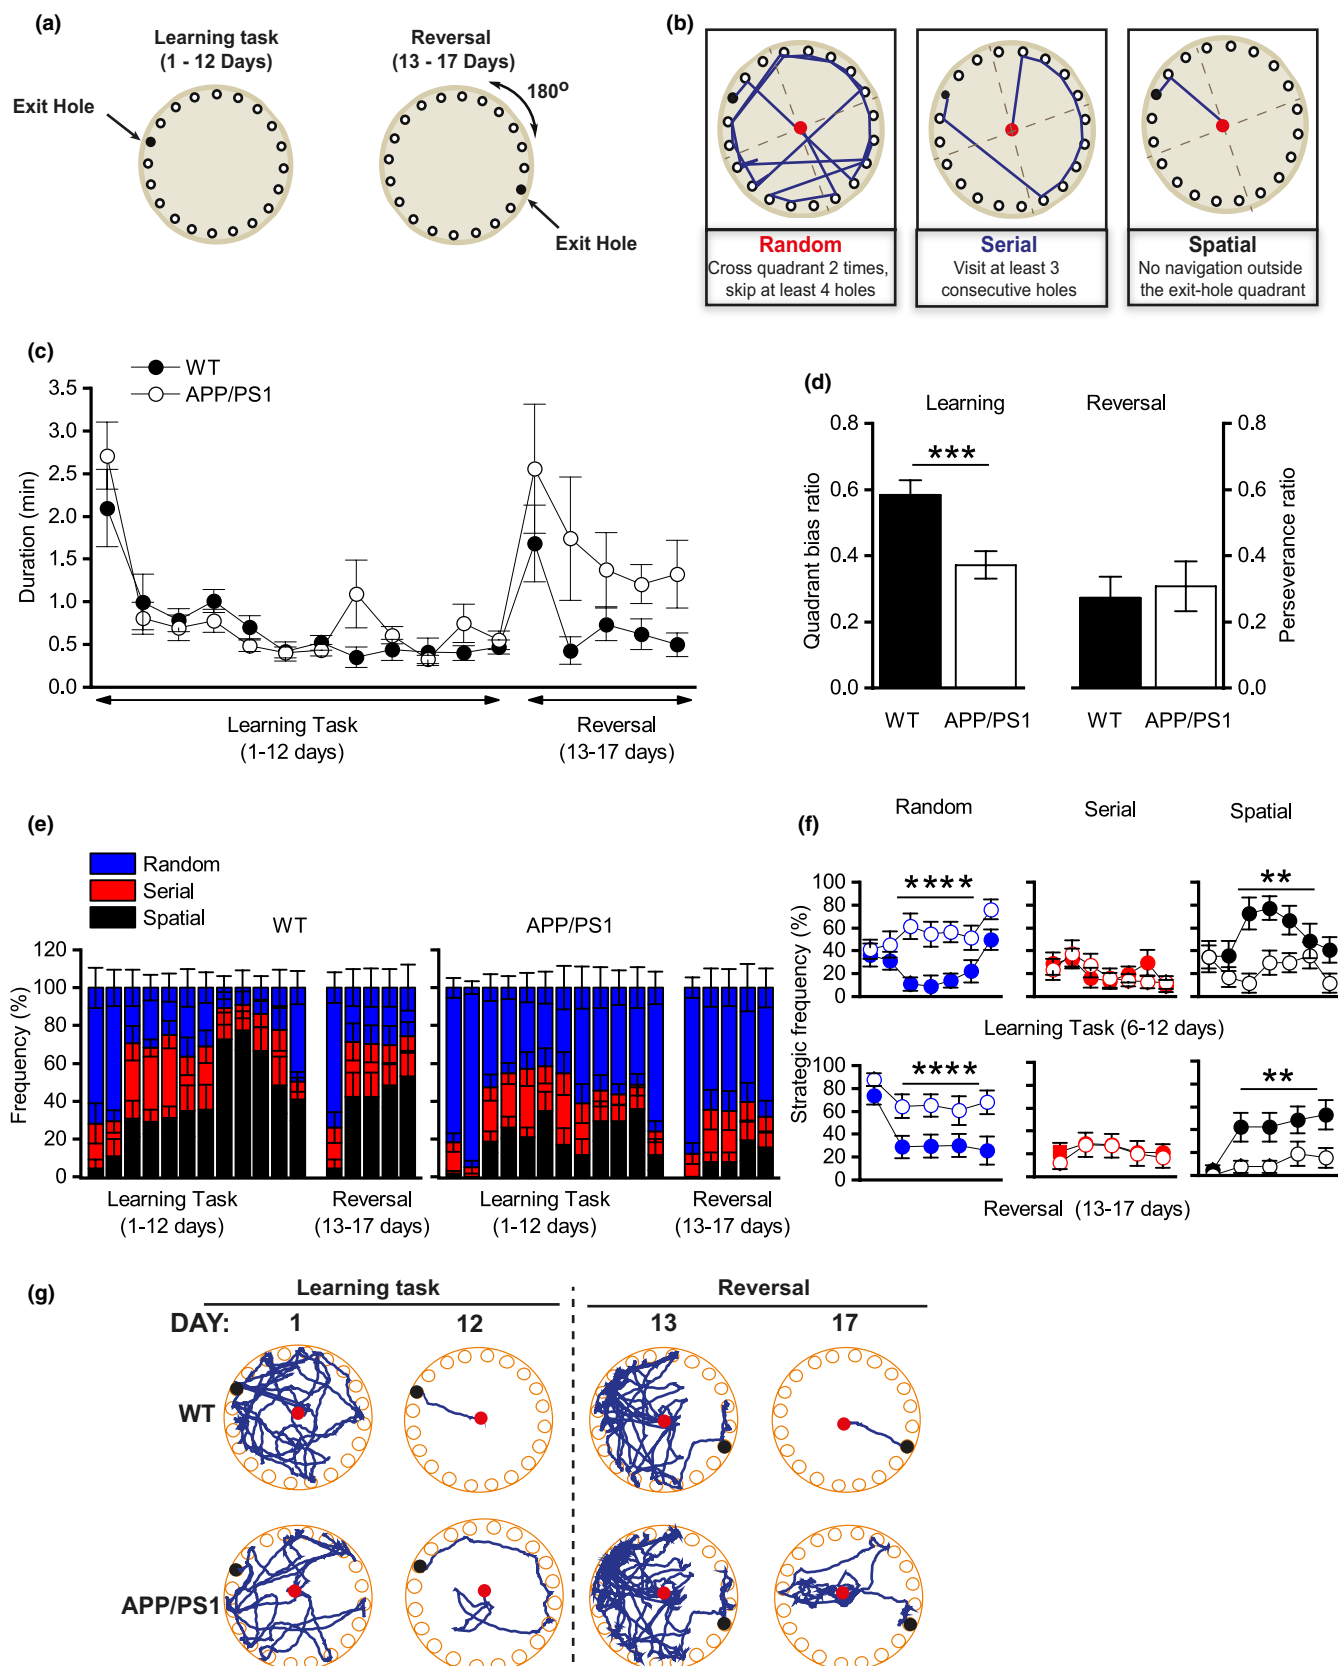 (a)
Learning task
(1 - 12 Days)
Reversal
(13 - 17 Days)
180o
Exit Hole
Exit Hole
(b)
Random
Cross quadrant 2 times,
skip at least 4 holes
Serial
Visit at least 3
consecutive holes
Spatial
No navigation outside
the exit-hole quadrant
(c)
WT
APP/PS1
3.5
3.0
2.5
2.0
1.5
1.0
0.5
0.0
Duration (min)
Learning Task
(1-12 days)
Reversal
(13-17 days)
(d)
Learning
Reversal
0.8
0.6
0.4
0.2
0.0
Quadrant bias ratio
***
0.8
0.6
0.4
0.2
0.0
Perseverance ratio
WT
APP/PS1
WT
APP/PS1
(e)
Random
Serial
Spatial
WT
APP/PS1
120
100
80
60
40
20
0
Frequency (%)
Learning Task
(1-12 days)
Reversal
(13-17 days)
Learning Task
(1-12 days)
Reversal
(13-17 days)
(f)
Random
Serial
Spatial
100
80
60
40
20
0
****
**
Strategic frequency (%)
Learning Task (6-12 days)
100
80
60
40
20
0
****
**
Reversal (13-17 days)
(g)
Learning task
Reversal
DAY:
1
12
13
17
WT
APP/PS1